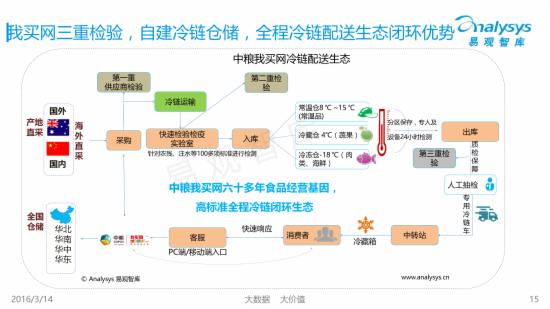 我买网三重检验，自建冷链仓储，全程冷链配送生态闭环优势
analysys
易观智库
中粮我买网冷链配送生态
第一重
供应商检验
第二重检
验
冷链运输
国外
产地
直采
海外直采
国内
采购
快速检验检疫
实验室
入库
针对农残、注水等100多项标准进行检测
常温仓8℃~15℃
(常温品)
冷藏仓4℃（蔬果）
冷冻仓-18℃（肉
类、海鲜）
分区保存，专人及
设备24小时检测
出库
质检保障
第三重检
验
人工抽检
专用冷链车
中粮我买网六十多年食品经营基因，
高标准全程冷链闭环生态
全国
仓储
华北
华南
华中
华东
中粮
我买网
客服
快速响应
消费者
冷藏箱
中转站
PC端/移动端入口
© Analysys 易观智库
www.analysys.cn
2016/3/14
大数据 大价值
15